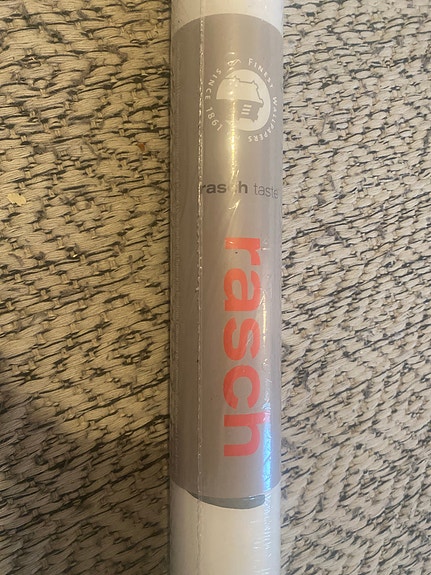 FINEST WALLPAPERS
SINCE 1861
rasch taste
rasch